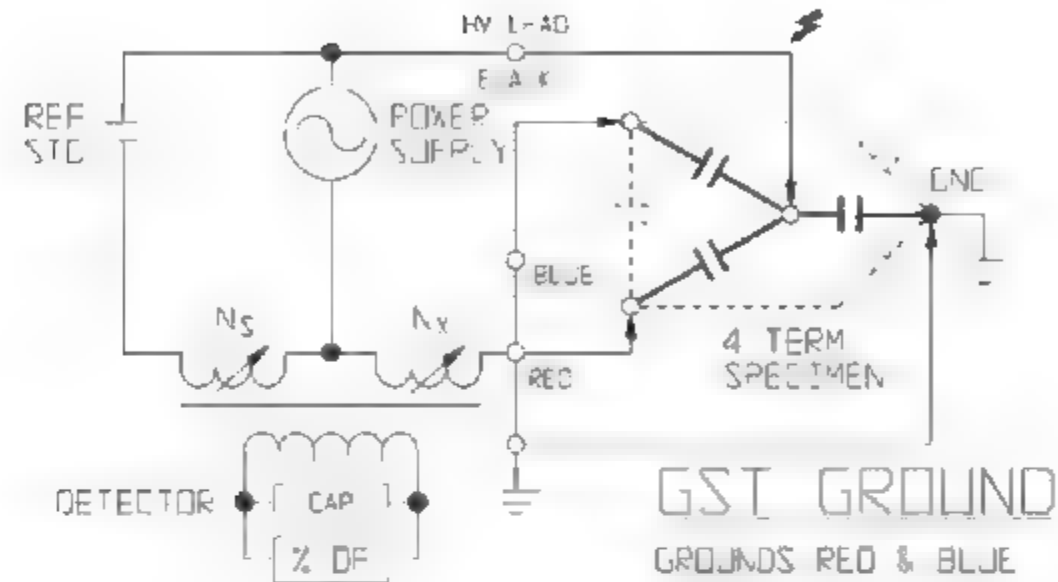 REF
STD
POWER
SUPPLY
HV LEAD
BLUE
RED
GND
NS
NX
4 TERM
SPECIMEN
DETECTOR
CAP
% DF
GST GROUND
GROUNDS RED & BLUE